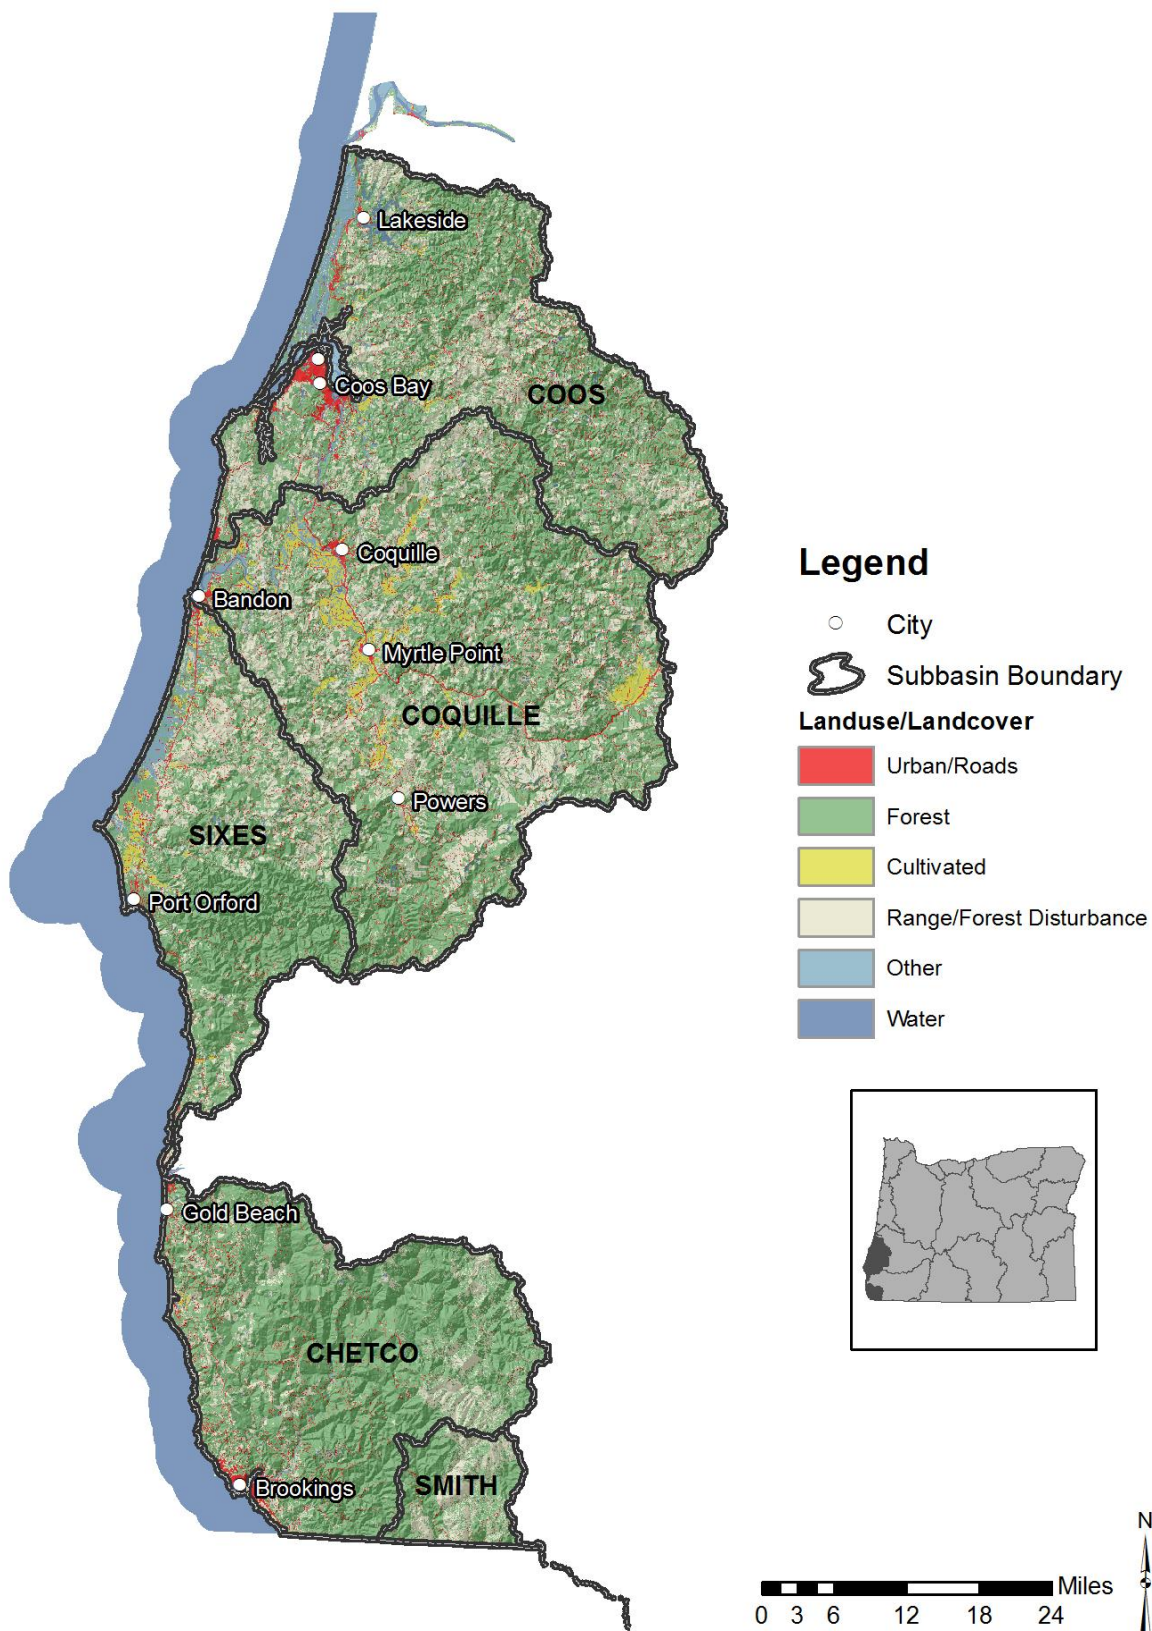 Lakeside
Coos Bay
COOS
Coquille
Bandon
Myrtle Point
COQUILLE
Powers
SIXES
Port Orford
Gold Beach
CHETCO
SMITH
Brookings
Legend
City
Subbasin Boundary
Landuse/Landcover
Urban/Roads
Forest
Cultivated
Range/Forest Disturbance
Other
Water
N
Miles
0 3 6 12 18 24